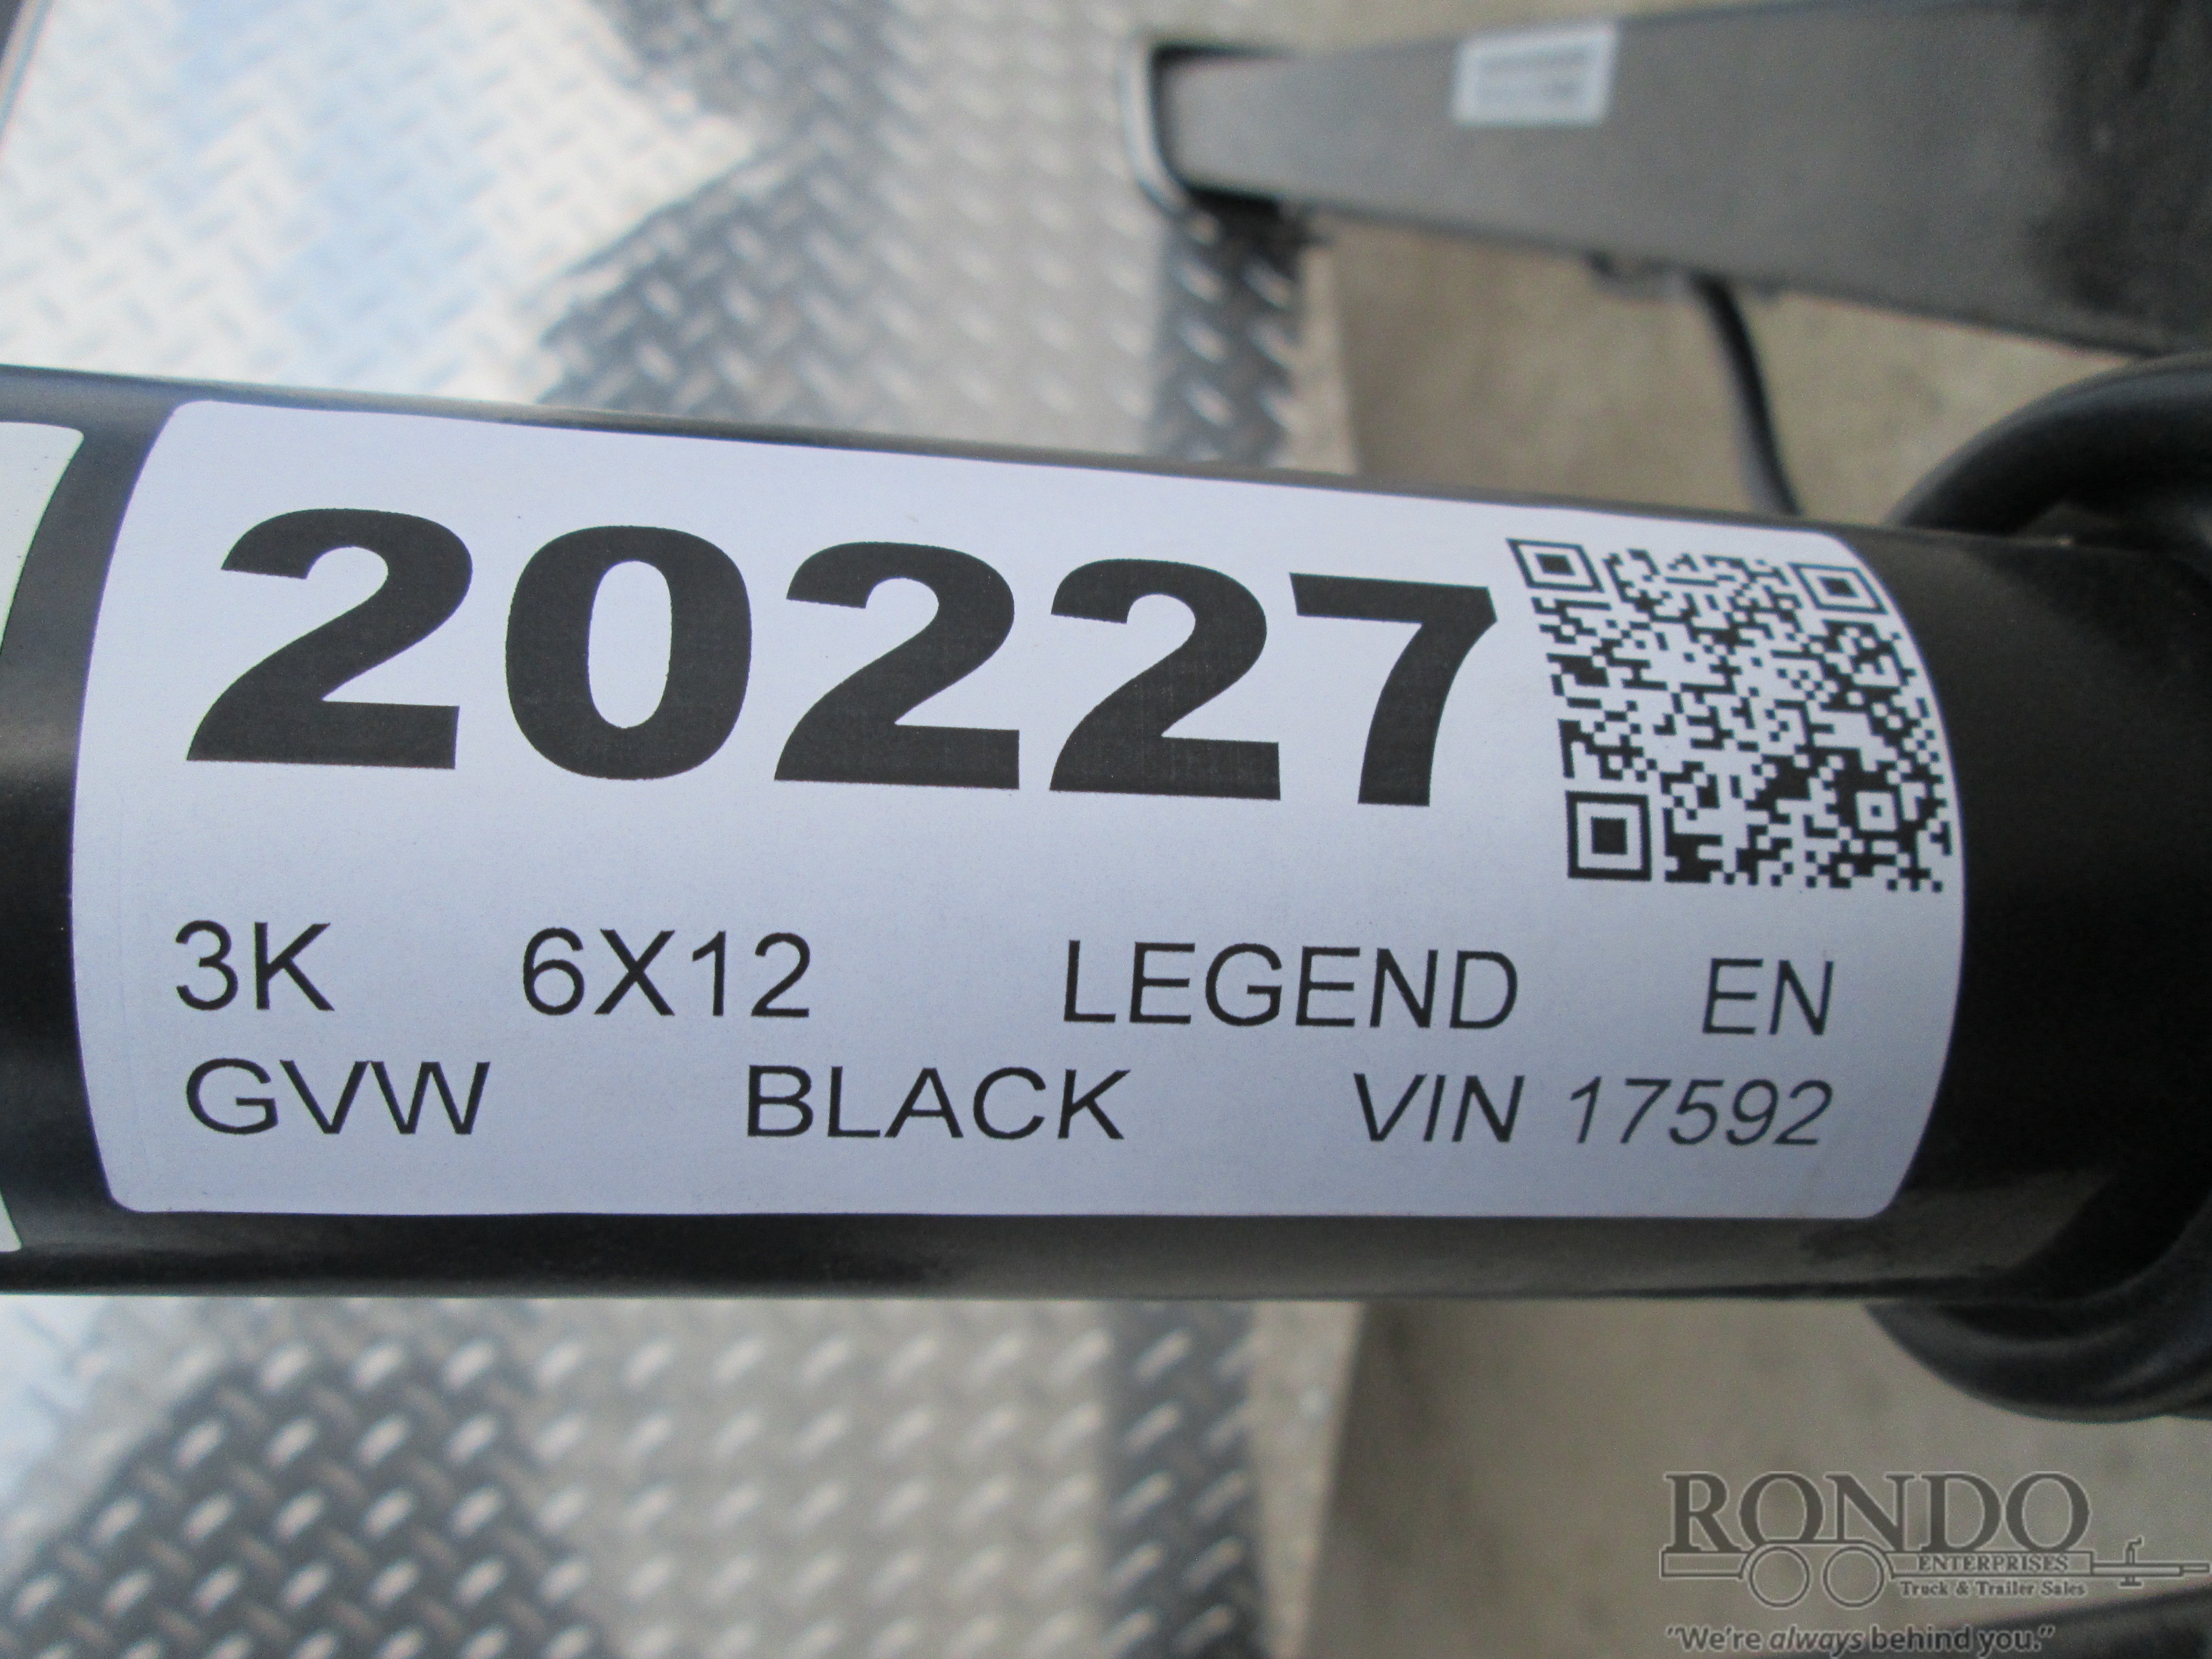 20227
3K 6X12 LEGEND EN
GVW BLACK VIN 17592
RONDO
ENTERPRISES
Truck & Trailer Sales
"We're always behind you."